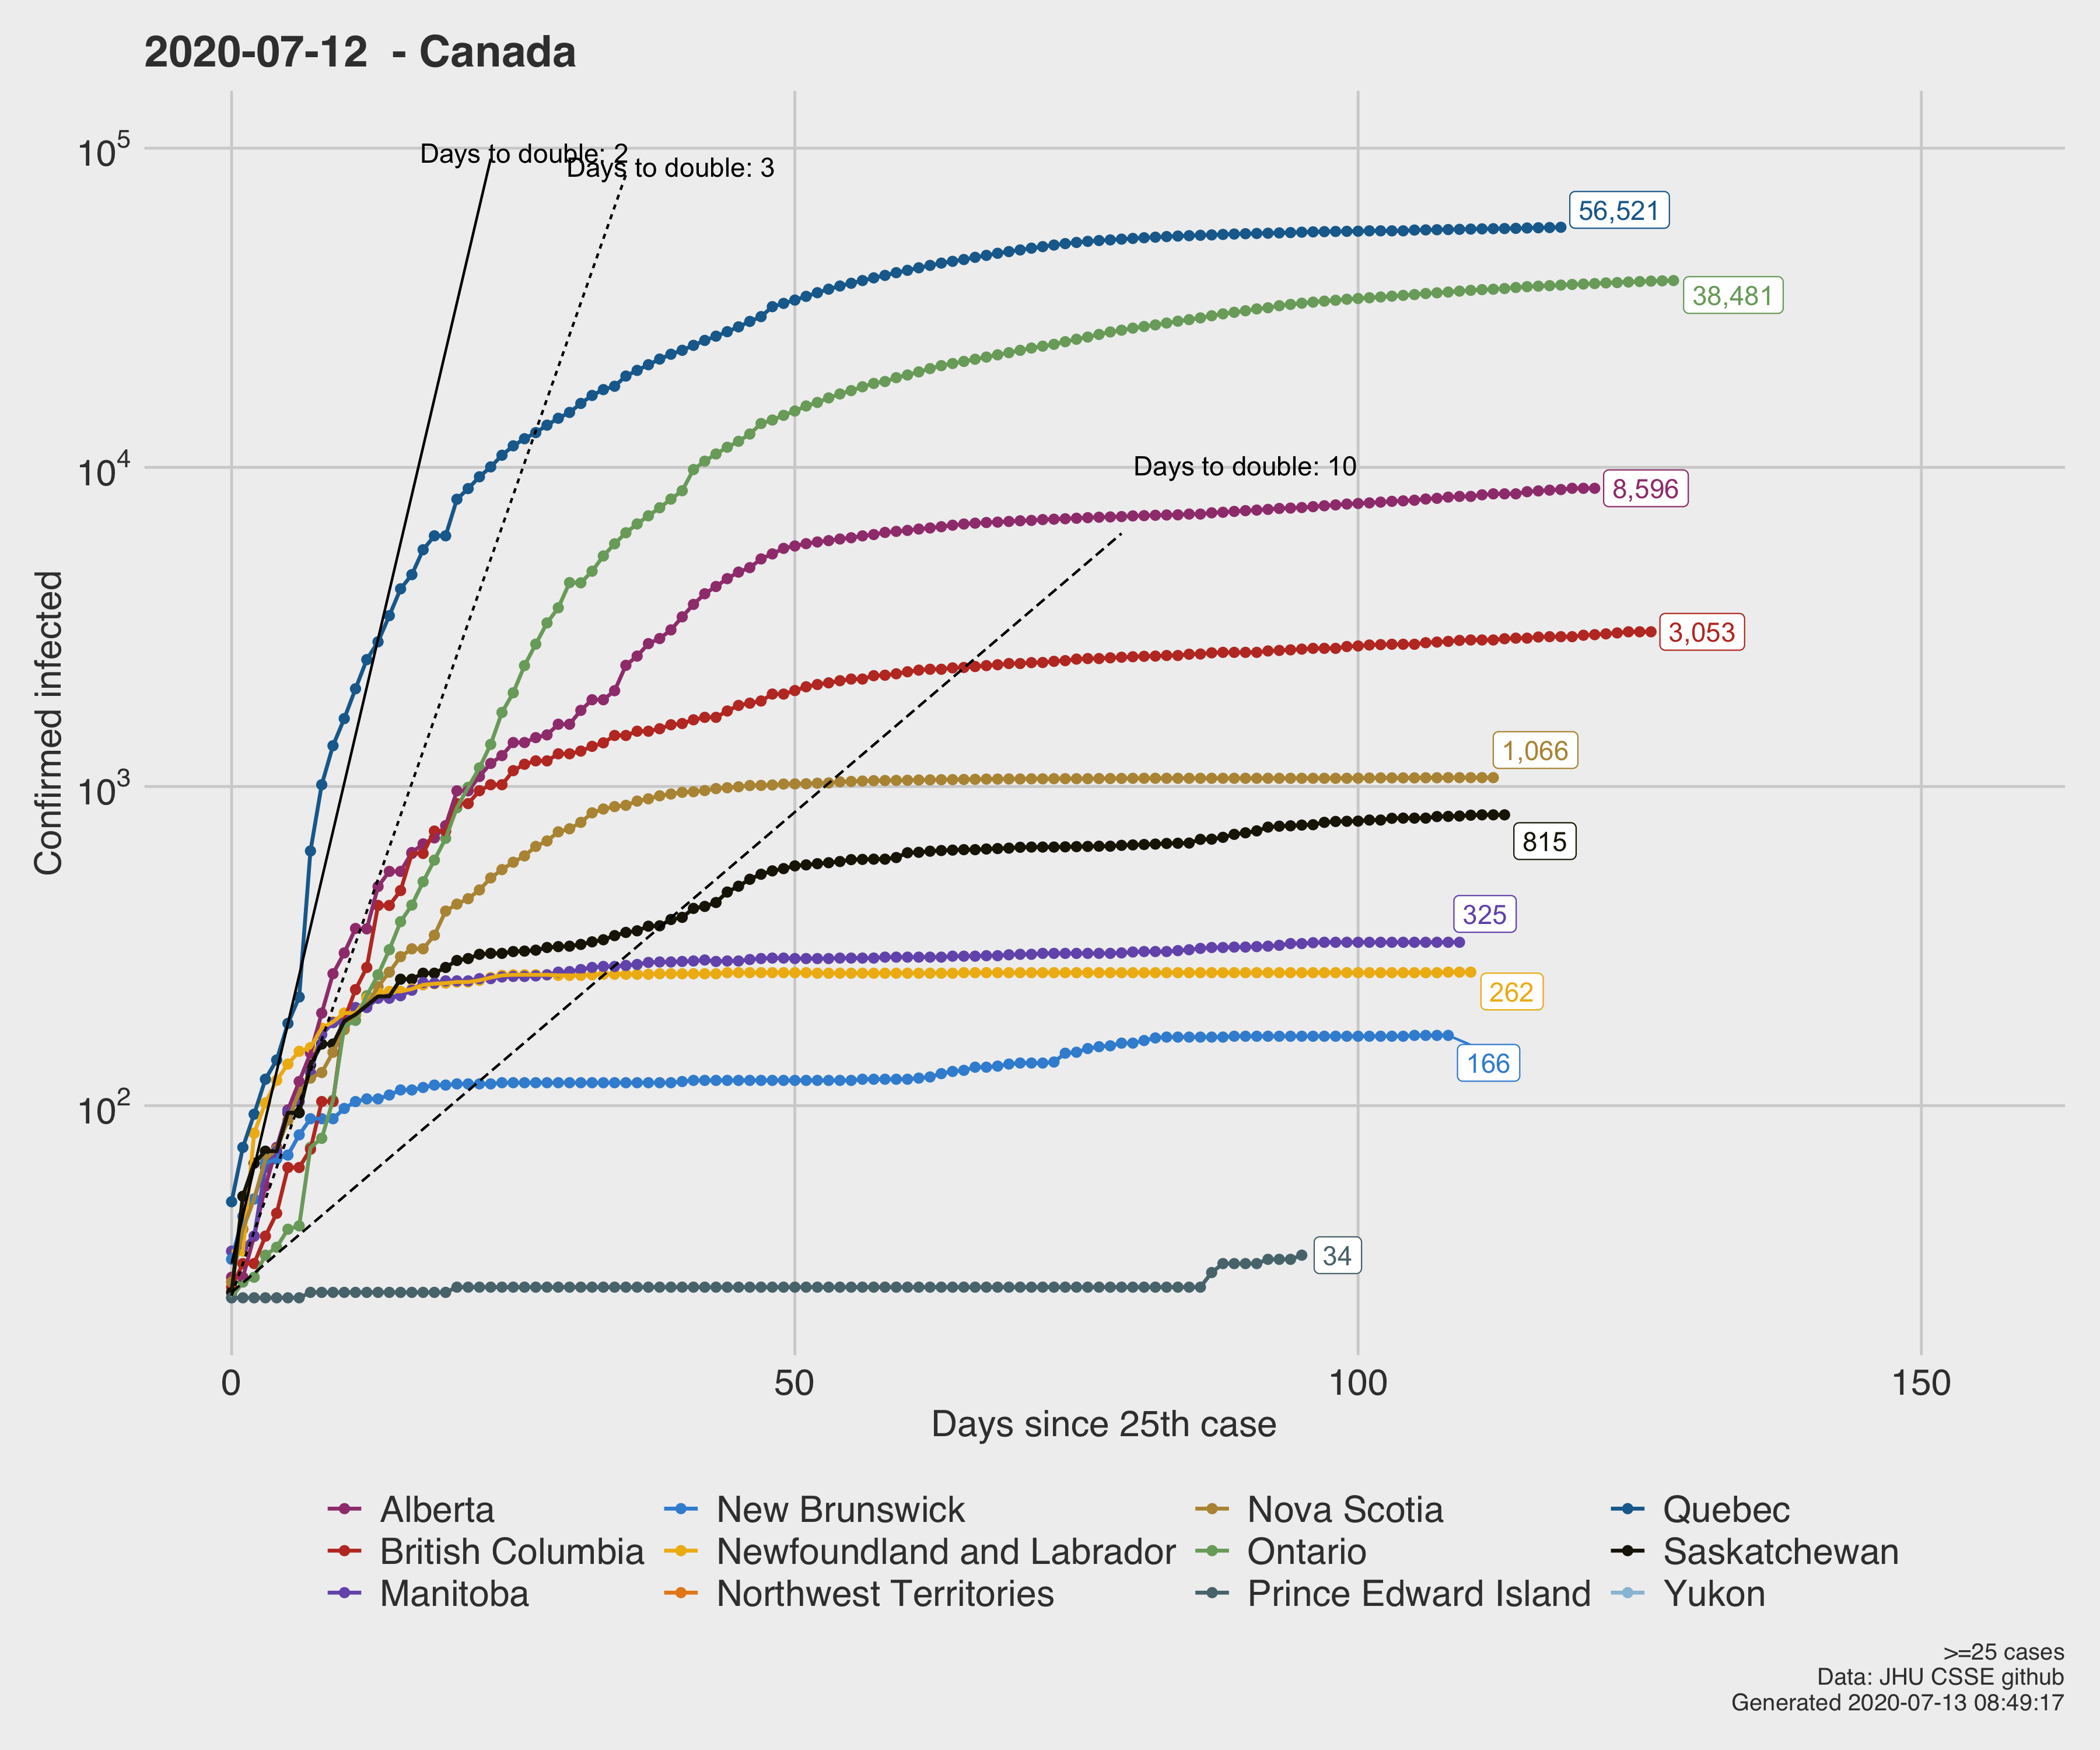 2020-07-12  - Canada
10^5
10^4
10^3
10^2
Confirmed infected
Days to double: 2
Days to double: 3
Days to double: 10
56,521
38,481
8,596
3,053
1,066
815
325
262
166
34
0 50 100 150
Days since 25th case
Alberta New Brunswick Nova Scotia Quebec
British Columbia Newfoundland and Labrador Ontario Saskatchewan
Manitoba Northwest Territories Prince Edward Island Yukon
>=25 cases
Data: JHU CSSE github
Generated 2020-07-13 08:49:17